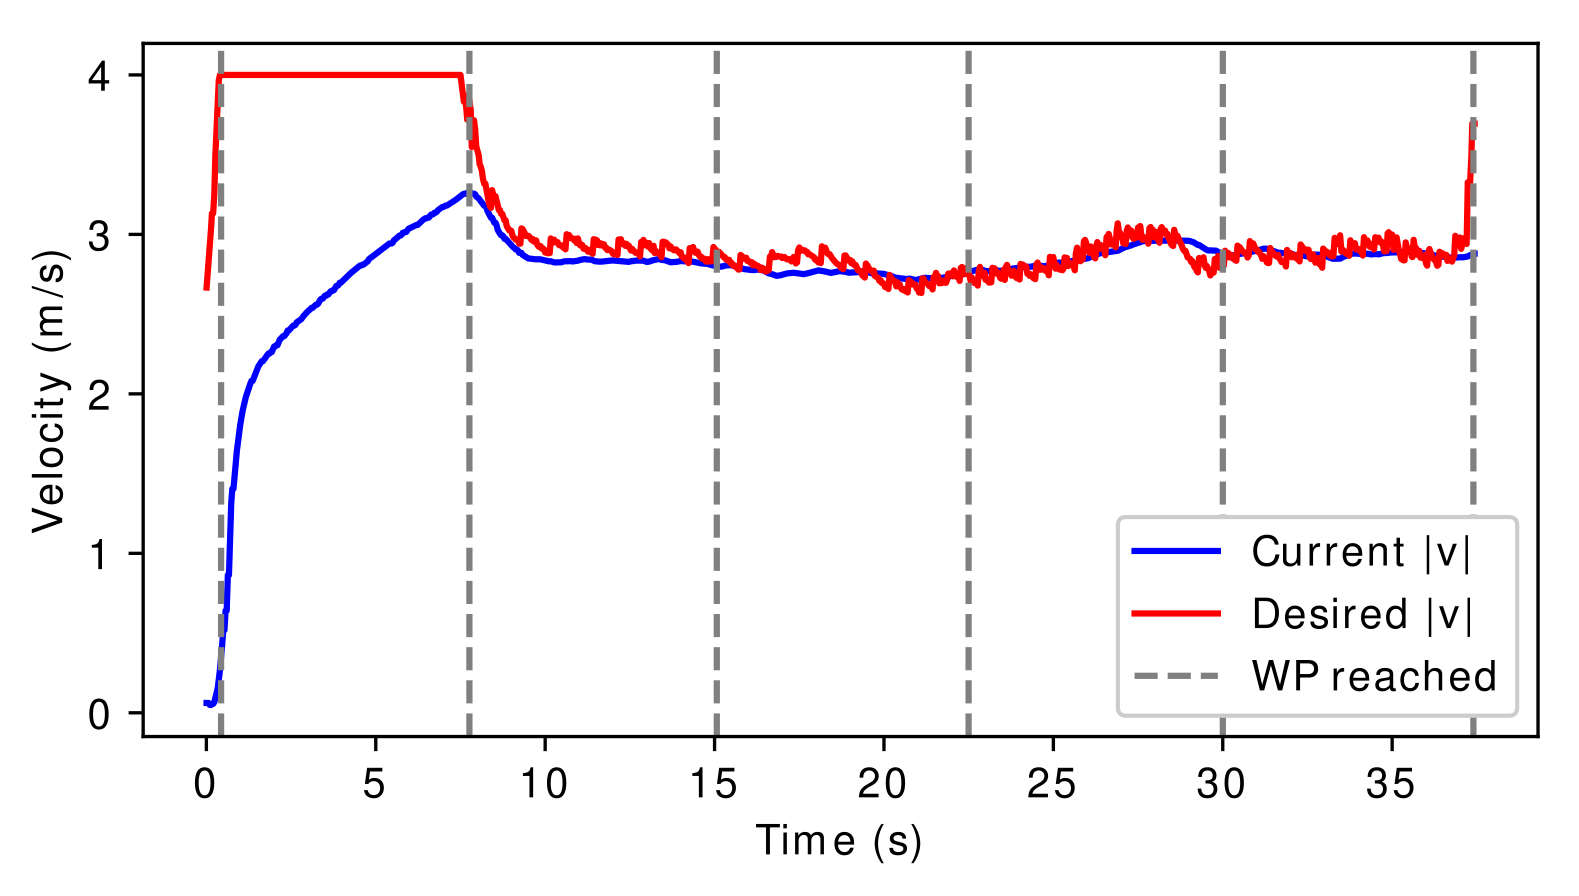 Velocity (m/s)
4
3
2
1
0
0 5 10 15 20 25 30 35
Time (s)
Current |v|
Desired |v|
WP reached